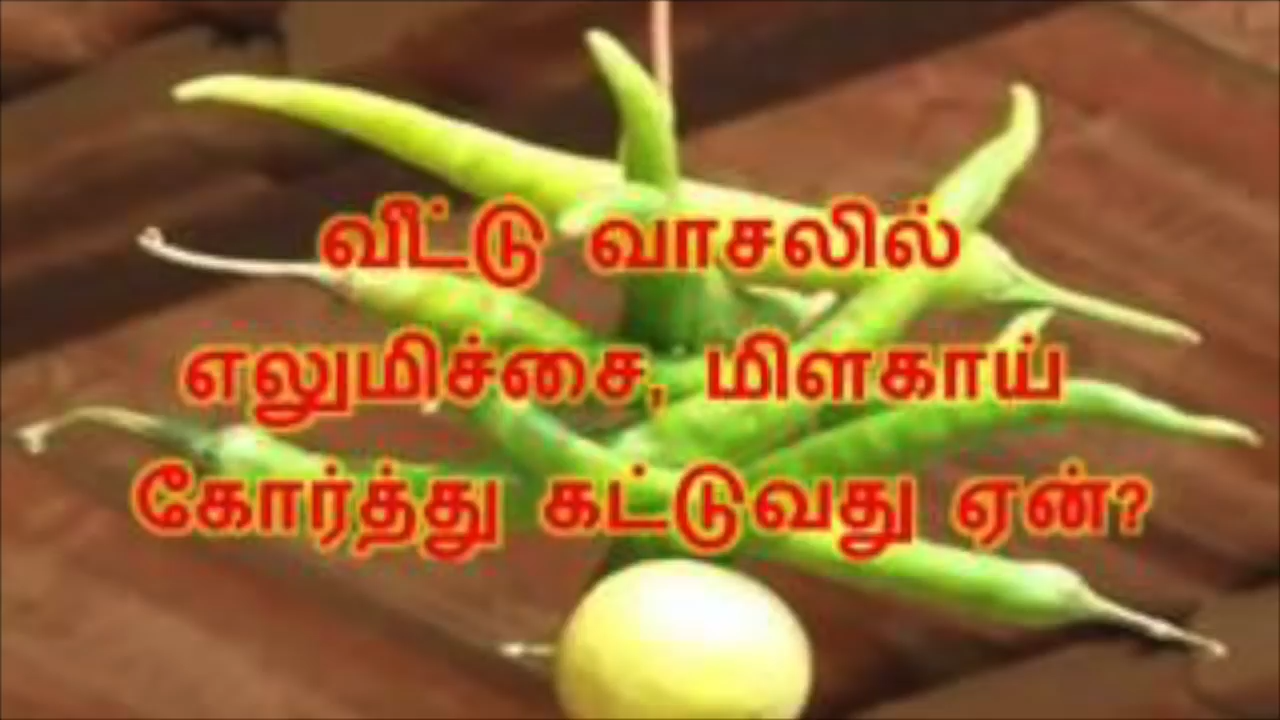 வீட்டு வாசலில்
எலுமிச்சை, மிளகாய்
கோர்த்து கட்டுவது ஏன்?